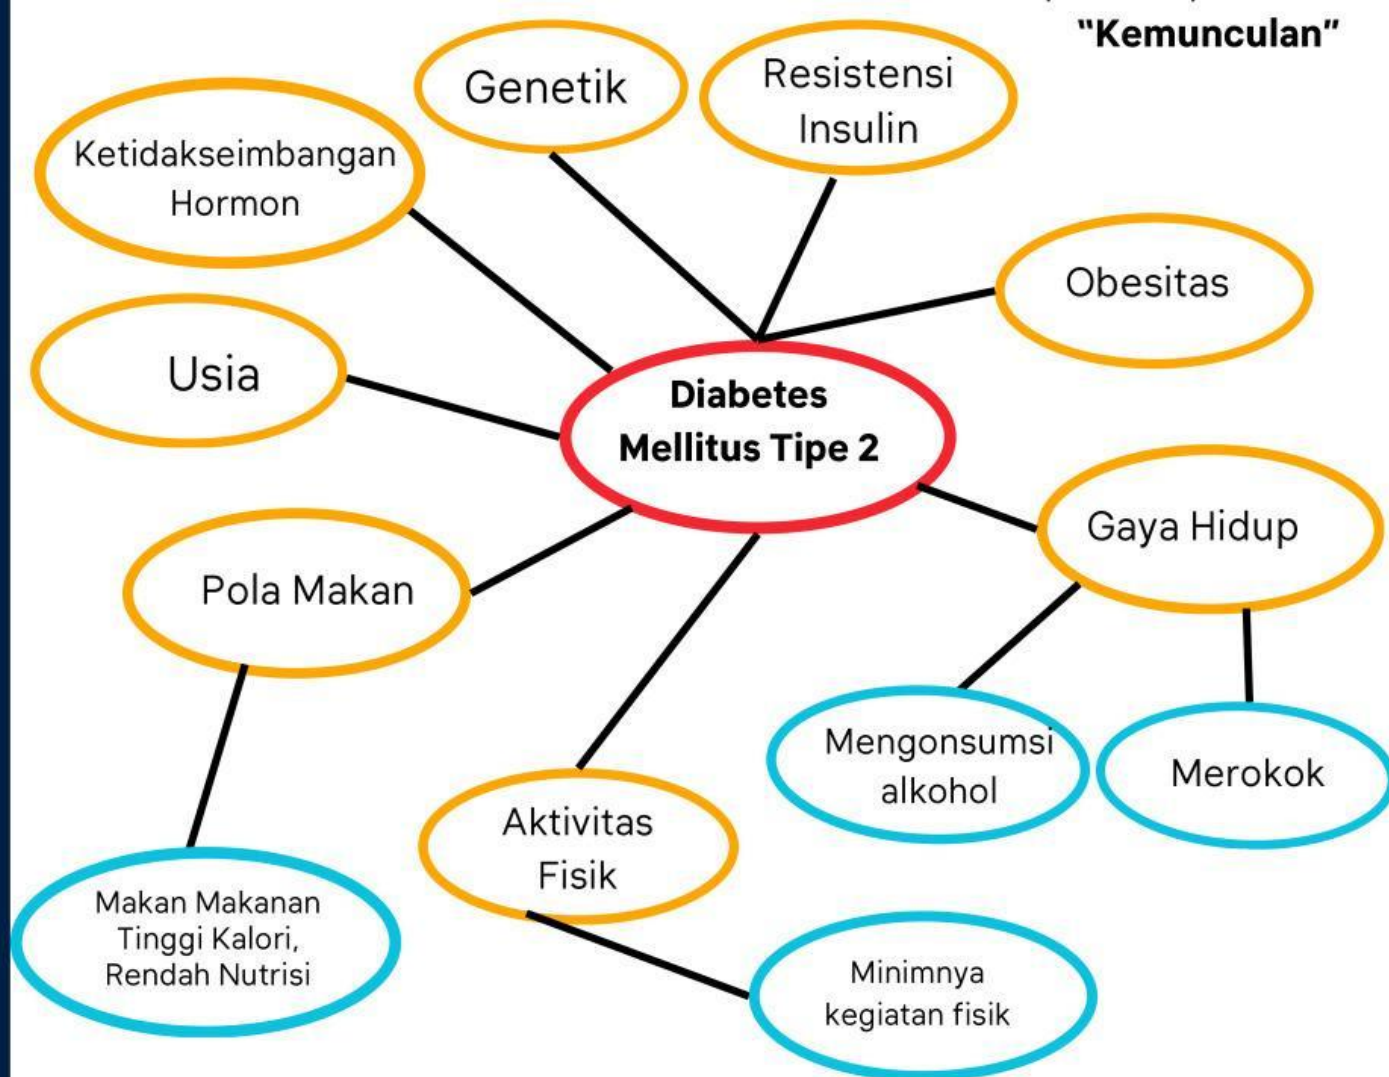 "Kemunculan"
Genetik
Resistensi
Insulin
Ketidakseimbangan
Hormon
Obesitas
Usia
Diabetes
Mellitus Tipe 2
Gaya Hidup
Pola Makan
Mengonsumsi
alkohol
Merokok
Aktivitas
Fisik
Makan Makanan
Tinggi Kalori,
Rendah Nutrisi
Minimnya
kegiatan fisik